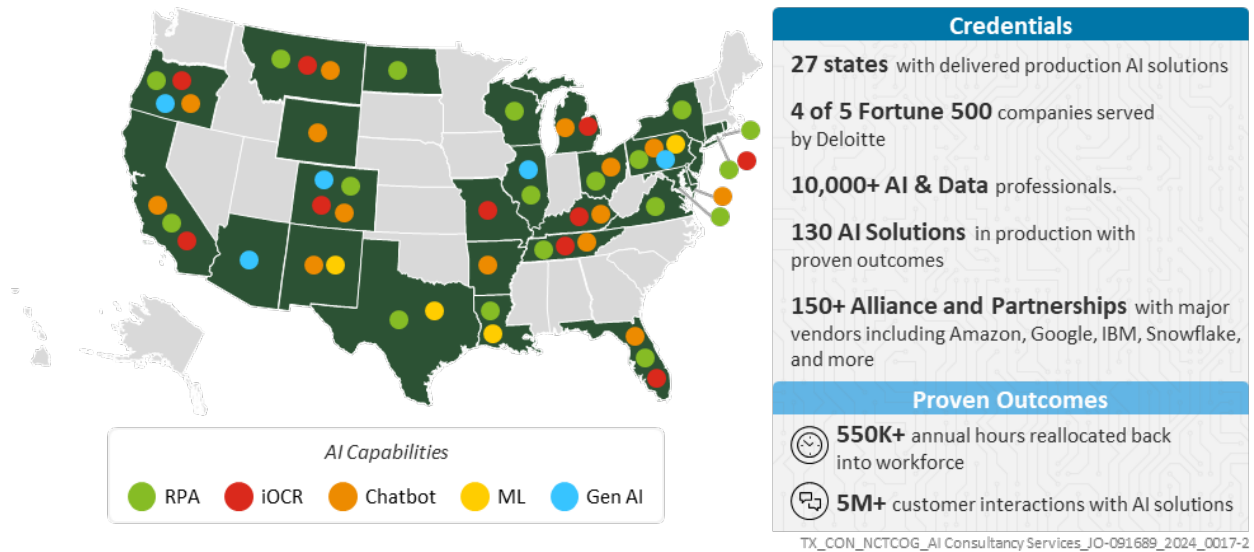 AI Capabilities
RPA
iOCR
Chatbot
ML
Gen AI
Credentials
27 states with delivered production AI solutions
4 of 5 Fortune 500 companies served
by Deloitte
10,000+ AI & Data professionals.
130 AI Solutions in production with
proven outcomes
150+ Alliance and Partnerships with major
vendors including Amazon, Google, IBM, Snowflake,
and more
Proven Outcomes
550K+ annual hours reallocated back
into workforce
5M+ customer interactions with AI solutions
TX_CON_NCTCOG_AI Consultancy Services_JO-091689_2024_0017-2